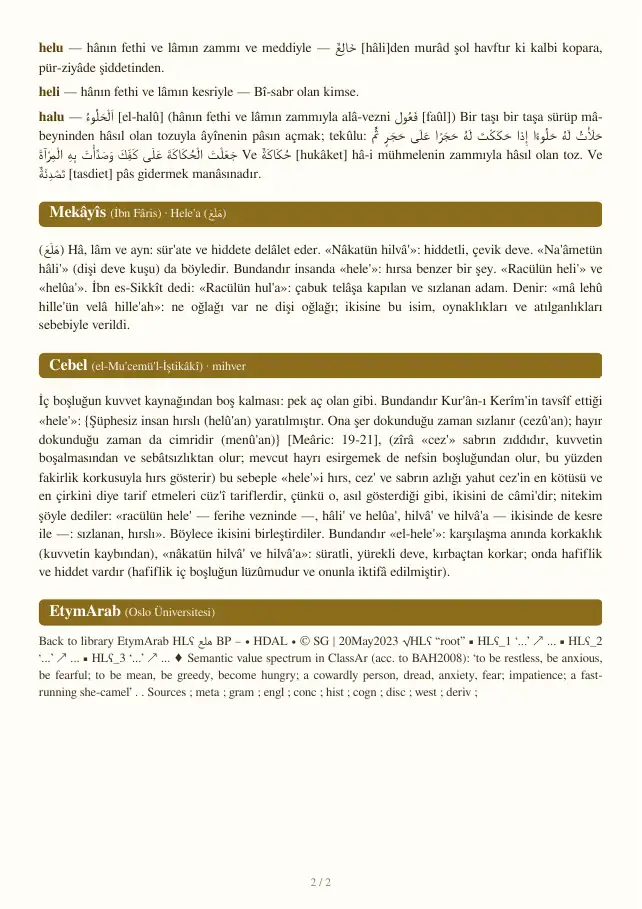 helu — hânın fethi ve lâmın zammı ve meddiyle — خَالِعٌ [hâli]den murâd şol havftır ki kalbi kopara,
pür-ziyâde şiddetinden.
heli — hânın fethi ve lâmın kesriyle — Bî-sabr olan kimse.
halu — اَلْحَلُوءُ [el-halû] (hânın fethi ve lâmın zammıyla alâ-vezni فَعُول [faûl]) Bir taşı bir taşa sürüp mâ-
beyninden hâsıl olan tozuyla âyînenin pâsın açmak; tekûlu: حَلَأْتُ لَهُ حَلُوءًا إِذَا حَكَكْتَ لَهُ حَجَرًا عَلَى حَجَرٍ ثُمَّ
جَعَلْتَ الْحُكَاكَةَ عَلَى كَفِّكَ وَصَدَّأْتَ بِهِ الْمِرْآةَ Ve حُكَاكَةٌ [hukâket] hâ-i mühmelenin zammıyla hâsıl olan toz. Ve
تَصْدِئَةٌ [tasdiet] pâs gidermek manâsınadır.
Mekâyîs (İbn Fâris) · Hele'a (هَلَعَ)
(هَلَعَ) Hâ, lâm ve ayn: sür'ate ve hiddete delâlet eder. «Nâkatün hilvâ'»: hiddetli, çevik deve. «Na'âmetün
hâli'» (dişi deve kuşu) da böyledir. Bundandır insanda «hele'»: hırsa benzer bir şey. «Racülün heli'» ve
«helûa'». İbn es-Sikkît dedi: «Racülün hul'a»: çabuk telâşa kapılan ve sızlanan adam. Denir: «mâ lehû
hille'ün velâ hille'ah»: ne oğlağı var ne dişi oğlağı; ikisine bu isim, oynaklıkları ve atılganlıkları
sebebiyle verildi.
Cebel (el-Mu'cemü'l-İştikâkî) · mihver
İç boşluğun kuvvet kaynağından boş kalması: pek aç olan gibi. Bundandır Kur'ân-ı Kerîm'in tavsîf ettiği
«hele'»: {Şüphesiz insan hırslı (helû'an) yaratılmıştır. Ona şer dokunduğu zaman sızlanır (cezû'an); hayır
dokunduğu zaman da cimridir (menû'an)} [Meâric: 19-21], (zîrâ «cez'» sabrın zıddıdır, kuvvetin
boşalmasından ve sebâtsızlıktan olur; mevcut hayrı esirgemek de nefsin boşluğundan olur, bu yüzden
fakirlik korkusuyla hırs gösterir) bu sebeple «hele'»i hırs, cez' ve sabrın azlığı yahut cez'in en kötüsü ve
en çirkini diye tarif etmeleri cüz'î tariflerdir, çünkü o, asıl gösterdiği gibi, ikisini de câmi'dir; nitekim
şöyle dediler: «racülün hele' — ferihe vezninde —, hâli' ve helûa', hilvâ' ve hilvâ'a — ikisinde de kesre
ile —: sızlanan, hırslı». Böylece ikisini birleştirdiler. Bundandır «el-hele'»: karşılaşma anında korkaklık
(kuvvetin kaybından), «nâkatün hilvâ' ve hilvâ'a»: süratli, yürekli deve, kırbaçtan korkar; onda hafiflik
ve hiddet vardır (hafiflik iç boşluğun lüzûmudur ve onunla iktifâ edilmiştir).
EtymArab (Oslo Üniversitesi)
Back to library EtymArab HLʕ هلع BP – • HDAL • © SG | 20May2023 √HLʕ “root” ▪ HLʕ_1 ‘...’ ↗ ... ▪ HLʕ_2
‘...’ ↗ ... ▪ HLʕ_3 ‘...’ ↗ ... ♦ Semantic value spectrum in ClassAr (acc. to BAH2008): ‘to be restless, be anxious,
be fearful; to be mean, be greedy, become hungry; a cowardly person, dread, anxiety, fear; impatience; a fast-
running she-camel’ . . Sources ; meta ; gram ; engl ; conc ; hist ; cogn ; disc ; west ; deriv ;
2 / 2